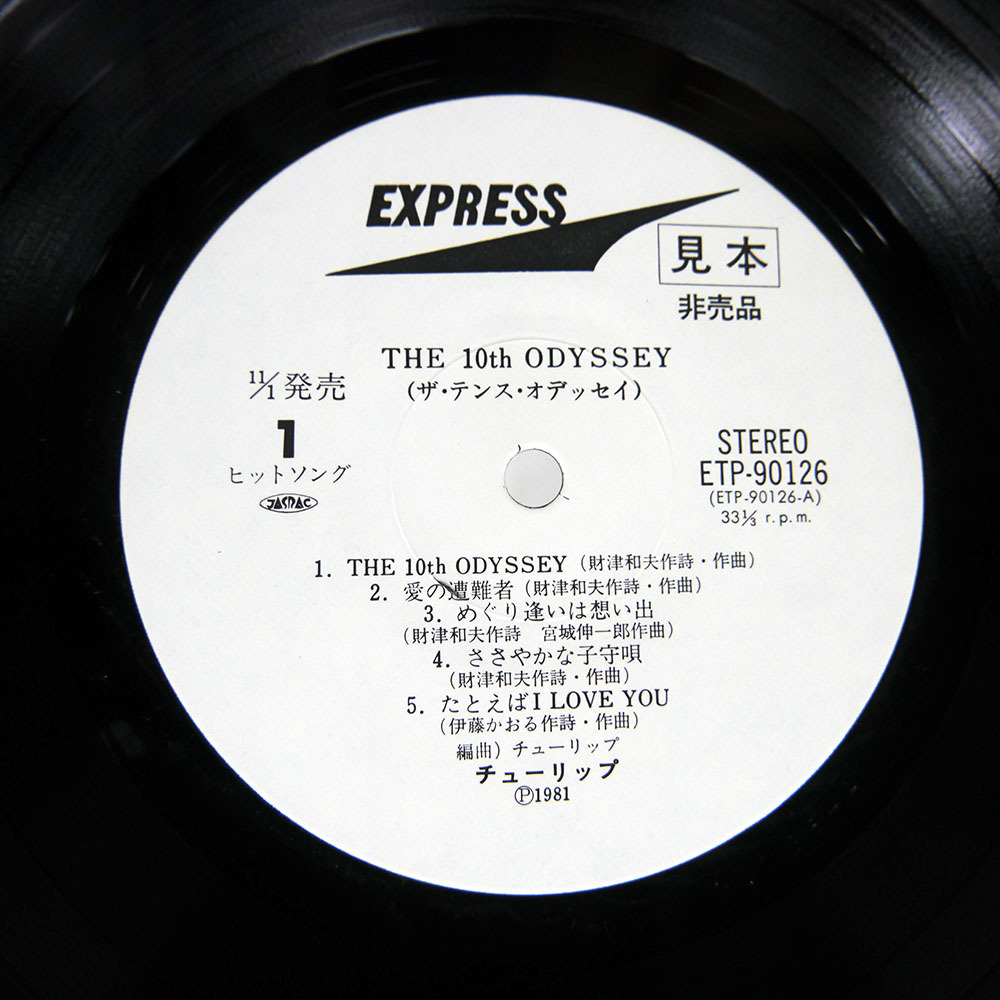 EXPRESS
見本
非売品
THE 10th ODYSSEY
(ザ・テンス・オデッセイ)
11/1 発売
1
ヒットソング
JASRAC
STEREO
ETP-90126
(ETP-90126-A)
33⅓ r.p.m.
1. THE 10th ODYSSEY (財津和夫作詩・作曲)
2. 愛の遭難者 (財津和夫作詩・作曲)
3. めぐり逢いは想い出
(財津和夫作詩 宮城伸一郎作曲)
4. ささやかな子守唄
(財津和夫作詩・作曲)
5. たとえばI LOVE YOU
(伊藤かおる作詩・作曲)
編曲) チューリップ
チューリップ
Ⓟ1981